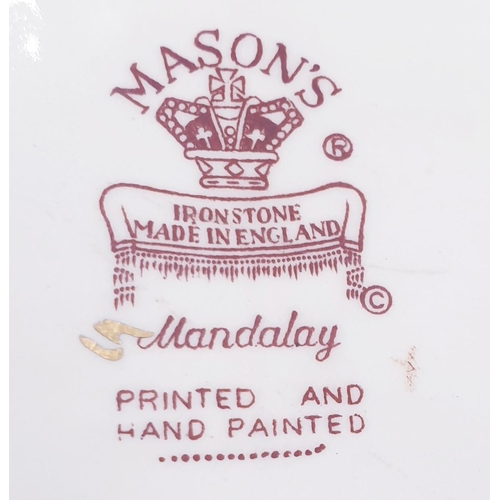 MASON'S
®
IRONSTONE
MADE IN ENGLAND
©
Mandalay
PRINTED AND
HAND PAINTED